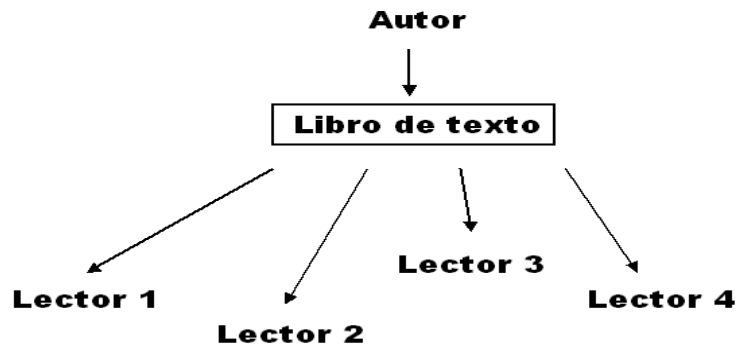 Autor
Libro de texto
Lector 1
Lector 2
Lector 3
Lector 4